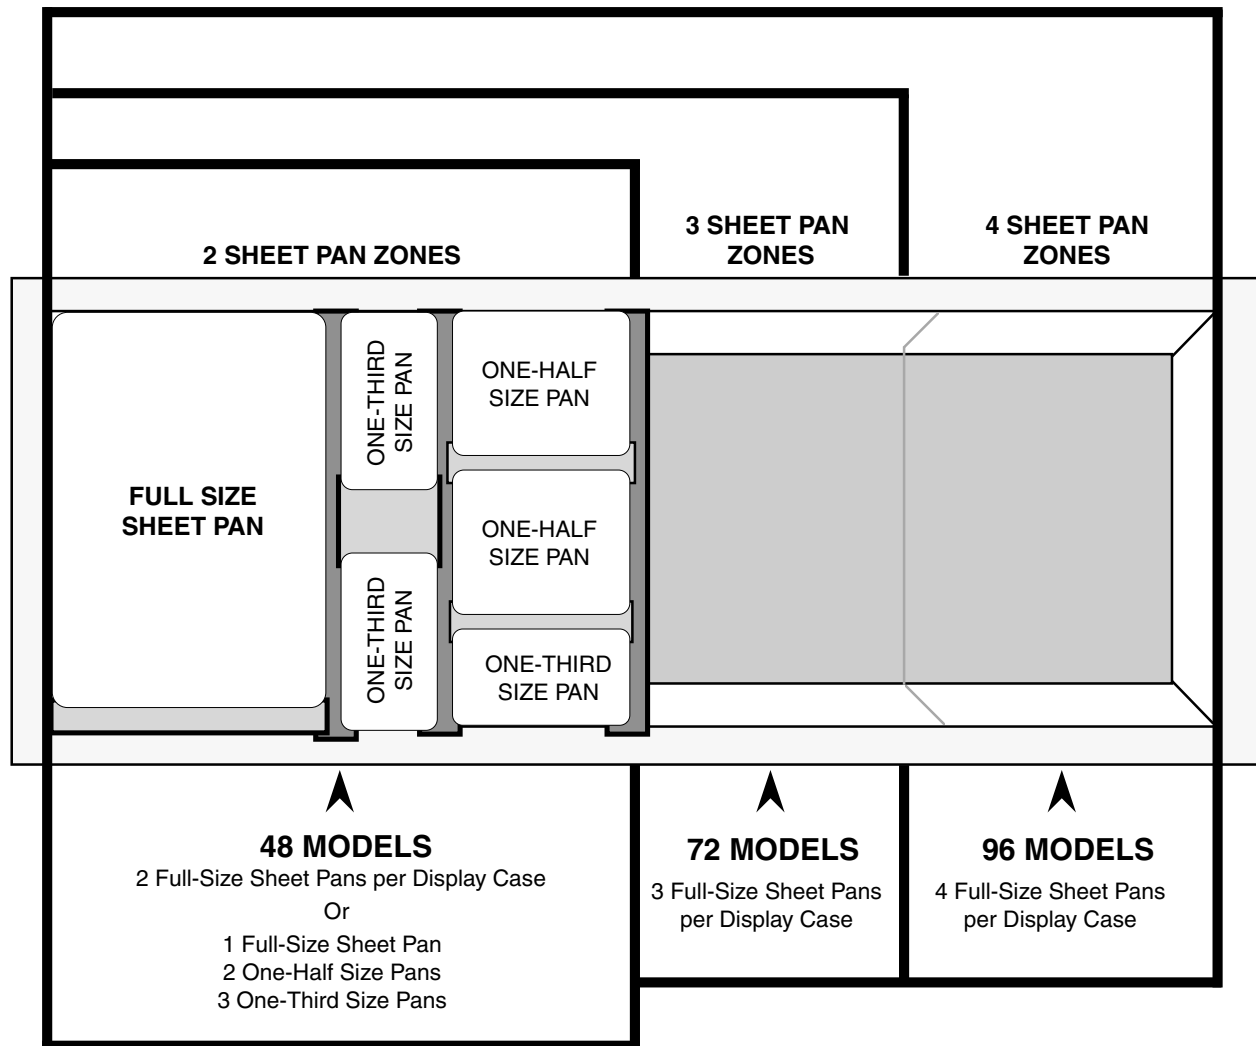 2 SHEET PAN ZONES
3 SHEET PAN
ZONES
4 SHEET PAN
ZONES
FULL SIZE
SHEET PAN
ONE-THIRD
SIZE PAN
ONE-THIRD
SIZE PAN
ONE-HALF
SIZE PAN
ONE-HALF
SIZE PAN
ONE-THIRD
SIZE PAN
48 MODELS
2 Full-Size Sheet Pans per Display Case
Or
1 Full-Size Sheet Pan
2 One-Half Size Pans
3 One-Third Size Pans
72 MODELS
3 Full-Size Sheet Pans
per Display Case
96 MODELS
4 Full-Size Sheet Pans
per Display Case